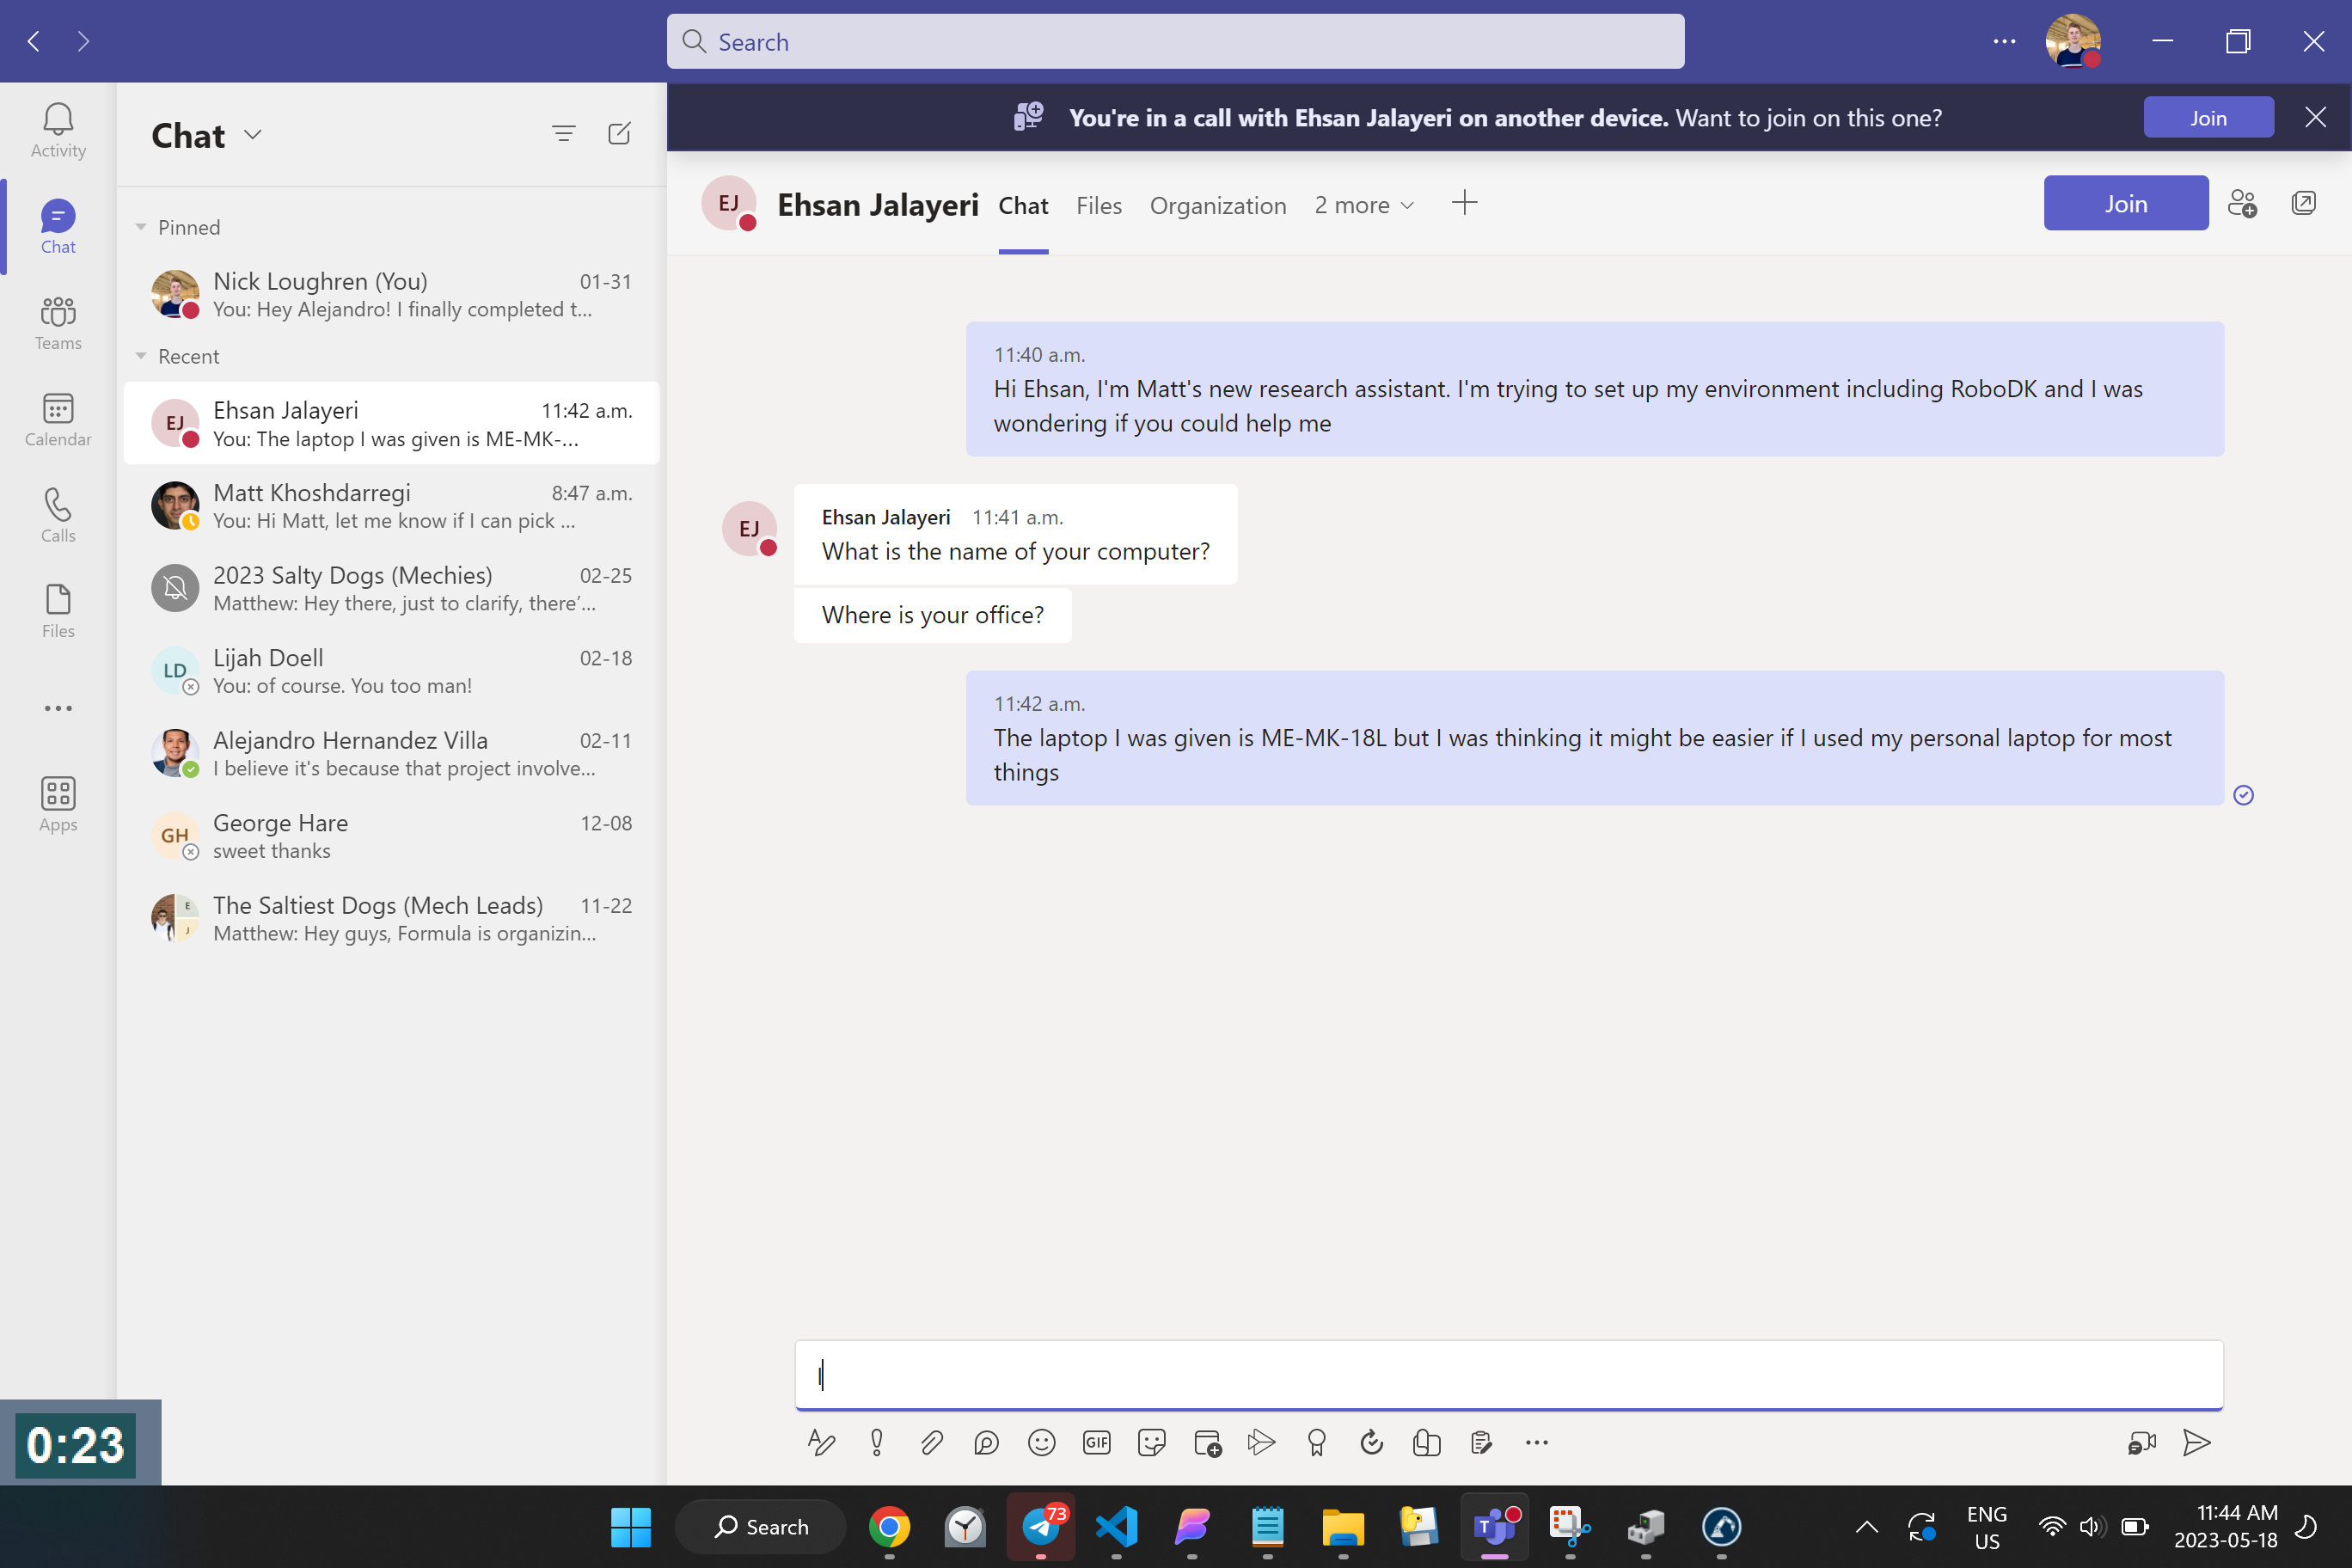 Search
You're in a call with Ehsan Jalayeri on another device. Want to join on this one?
Join
Activity
Chat
Teams
Calendar
Calls
Files
Apps
Chat
Pinned
Nick Loughren (You) 01-31
You: Hey Alejandro! I finally completed t...
Recent
EJ
Ehsan Jalayeri 11:42 a.m.
You: The laptop I was given is ME-MK-...
Matt Khoshdarregi 8:47 a.m.
You: Hi Matt, let me know if I can pick ...
2023 Salty Dogs (Mechies) 02-25
Matthew: Hey there, just to clarify, there’...
LD
Lijah Doell 02-18
You: of course. You too man!
Alejandro Hernandez Villa 02-11
I believe it's because that project involve...
GH
George Hare 12-08
sweet thanks
E
J
The Saltiest Dogs (Mech Leads) 11-22
Matthew: Hey guys, Formula is organizin...
EJ
Ehsan Jalayeri Chat Files Organization 2 more
Join
11:40 a.m.
Hi Ehsan, I'm Matt's new research assistant. I'm trying to set up my environment including RoboDK and I was
wondering if you could help me
EJ
Ehsan Jalayeri 11:41 a.m.
What is the name of your computer?
Where is your office?
11:42 a.m.
The laptop I was given is ME-MK-18L but I was thinking it might be easier if I used my personal laptop for most
things
I
GIF
0:23
Search
73
T
ENG
US
11:44 AM
2023-05-18